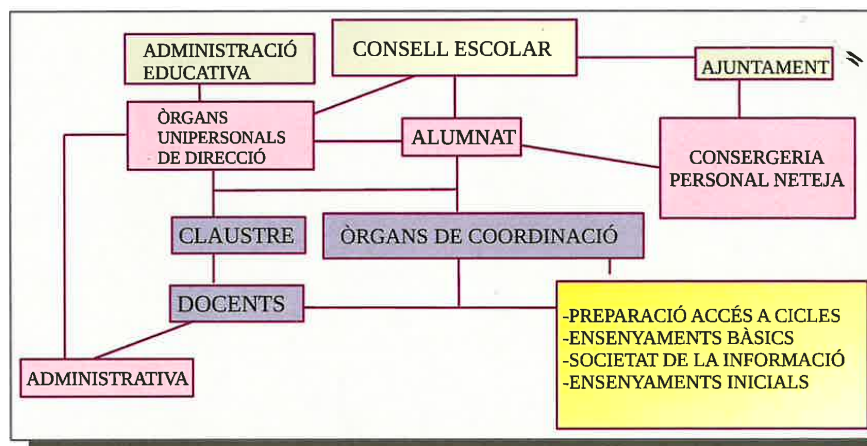 ADMINISTRACIÓ
EDUCATIVA
CONSELL ESCOLAR
AJUNTAMENT
ÒRGANS
UNIPERSONALS
DE DIRECCIÓ
ALUMNAT
CONSERGERIA
PERSONAL NETEJA
CLAUSTRE
ÒRGANS DE COORDINACIÓ
DOCENTS
-PREPARACIÓ ACCÉS A CICLES
-ENSENYAMENTS BÀSICS
-SOCIETAT DE LA INFORMACIÓ
-ENSENYAMENTS INICIALS
ADMINISTRATIVA